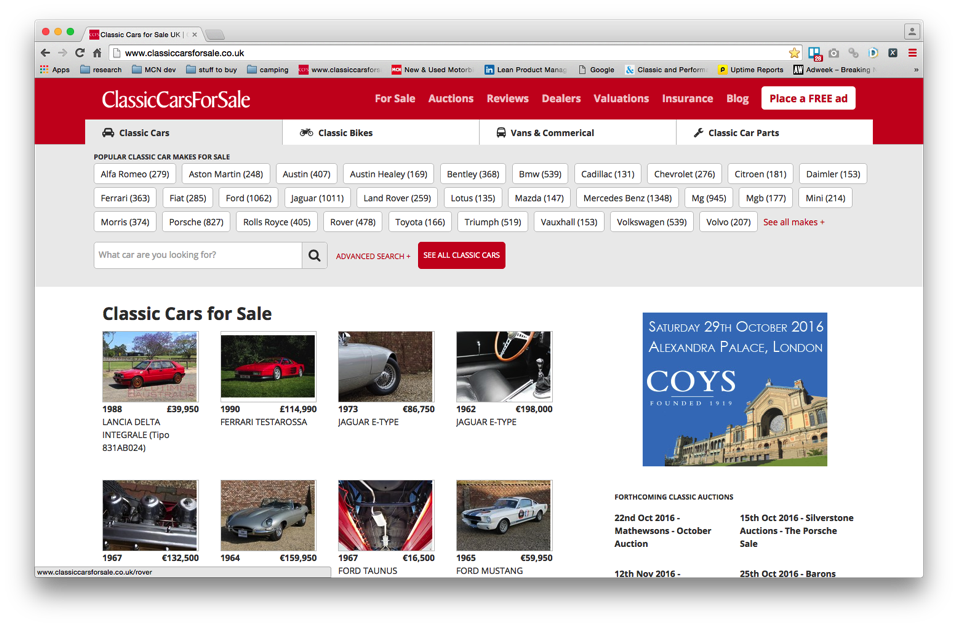 Classic Cars for Sale UK |
www.classiccarsforsale.co.uk
Apps research MCN dev stuff to buy camping www.classiccarsfors New & Used Motorb Lean Product Mana Google Classic and Perform Uptime Reports Adweek – Breaking N
28
ClassicCarsForSale
For Sale Auctions Reviews Dealers Valuations Insurance Blog Place a FREE ad
Classic Cars Classic Bikes Vans & Commerical Classic Car Parts
POPULAR CLASSIC CAR MAKES FOR SALE
Alfa Romeo (279) Aston Martin (248) Austin (407) Austin Healey (169) Bentley (368) Bmw (539) Cadillac (131) Chevrolet (276) Citroen (181) Daimler (153)
Ferrari (363) Fiat (285) Ford (1062) Jaguar (1011) Land Rover (259) Lotus (135) Mazda (147) Mercedes Benz (1348) Mg (945) Mgb (177) Mini (214)
Morris (374) Porsche (827) Rolls Royce (405) Rover (478) Toyota (166) Triumph (519) Vauxhall (153) Volkswagen (539) Volvo (207) See all makes +
What car are you looking for? ADVANCED SEARCH + SEE ALL CLASSIC CARS
Classic Cars for Sale
1988 £39,950
LANCIA DELTA
INTEGRALE (Tipo
831AB024)
1990 £114,990
FERRARI TESTAROSSA
1973 €86,750
JAGUAR E-TYPE
1962 €198,000
JAGUAR E-TYPE
1967 €132,500
1964 €159,950
1967 €16,500
FORD TAUNUS
1965 €59,950
FORD MUSTANG
SATURDAY 29TH OCTOBER 2016
ALEXANDRA PALACE, LONDON
COYS
FOUNDED 1919
FORTHCOMING CLASSIC AUCTIONS
22nd Oct 2016 -
Mathewsons - October
Auction
15th Oct 2016 - Silverstone
Auctions - The Porsche
Sale
12th Nov 2016 -
25th Oct 2016 - Barons
www.classiccarsforsale.co.uk/rover